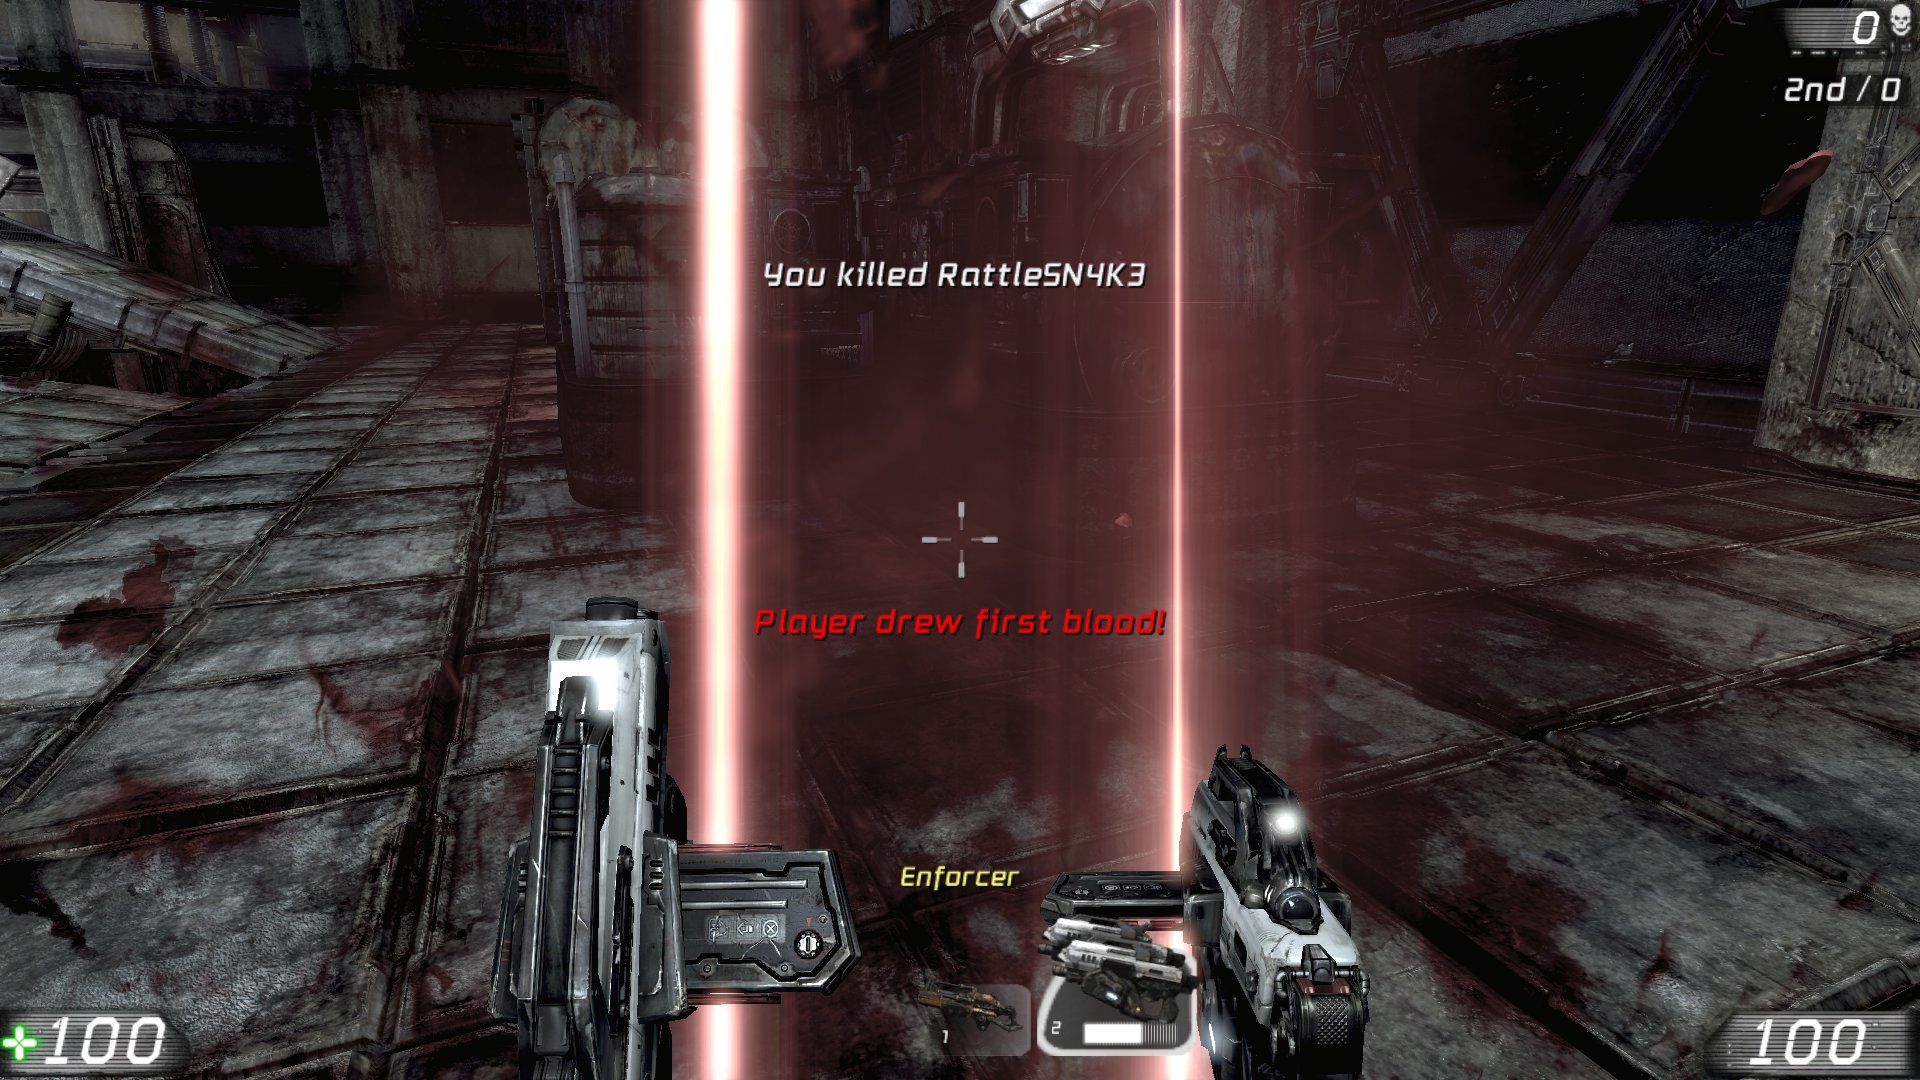 0
2nd / 0
You killed RattleSN4K3
Player drew first blood!
Enforcer
1
2
100
100